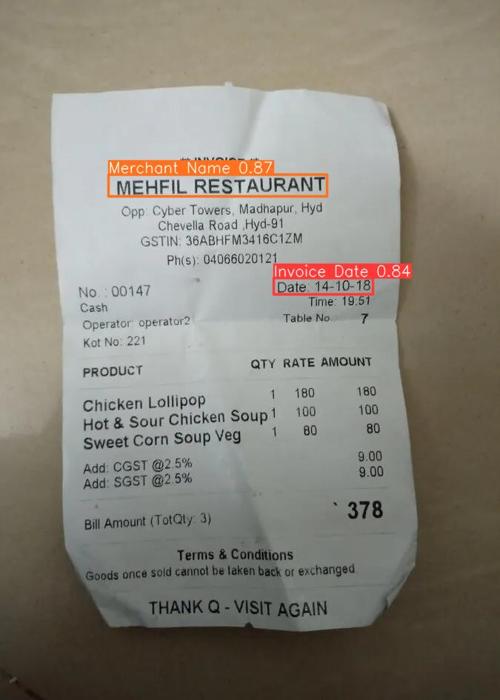 Merchant Name 0.87
MEHFIL RESTAURANT
Opp: Cyber Towers, Madhapur, Hyd
Chevella Road ,Hyd-91
GSTIN: 36ABHFM3416C1ZM
Ph(s): 04066020121
Invoice Date 0.84
No. : 00147 Date: 14-10-18
Cash Time: 19.51
Operator: operator2 Table No. 7
Kot No: 221
PRODUCT QTY RATE AMOUNT
Chicken Lollipop 1 180 180
Hot & Sour Chicken Soup 1 100 100
Sweet Corn Soup Veg 1 80 80
Add: CGST @2.5% 9.00
Add: SGST @2.5% 9.00
Bill Amount (TotQty: 3) 378
Terms & Conditions
Goods once sold cannot be taken back or exchanged
THANK Q - VISIT AGAIN